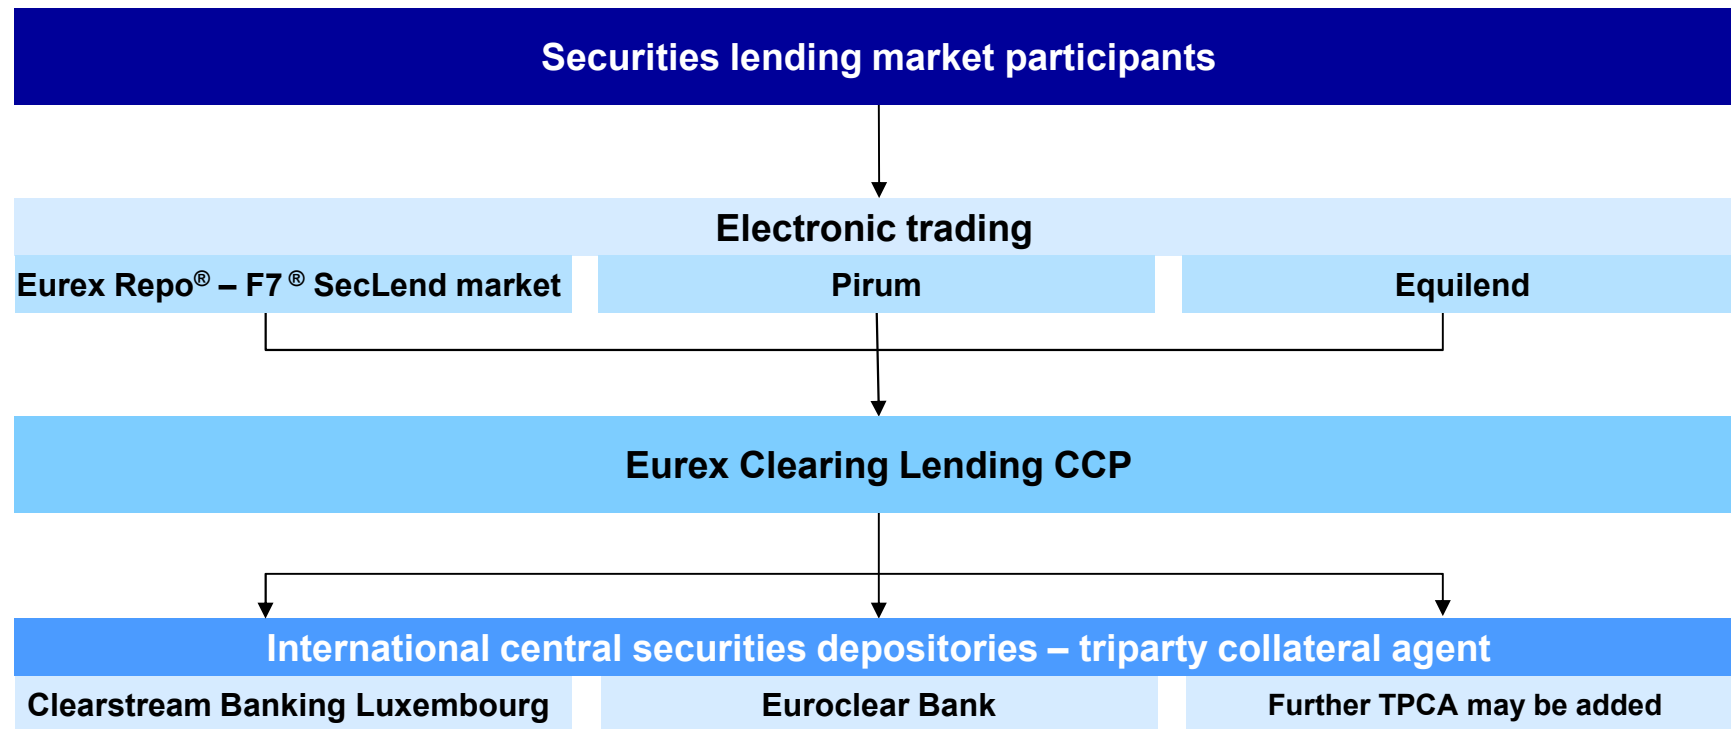 Securities lending market participants
Electronic trading
Eurex Repo® – F7 ® SecLend market
Pirum
Equilend
Eurex Clearing Lending CCP
International central securities depositories – triparty collateral agent
Clearstream Banking Luxembourg
Euroclear Bank
Further TPCA may be added